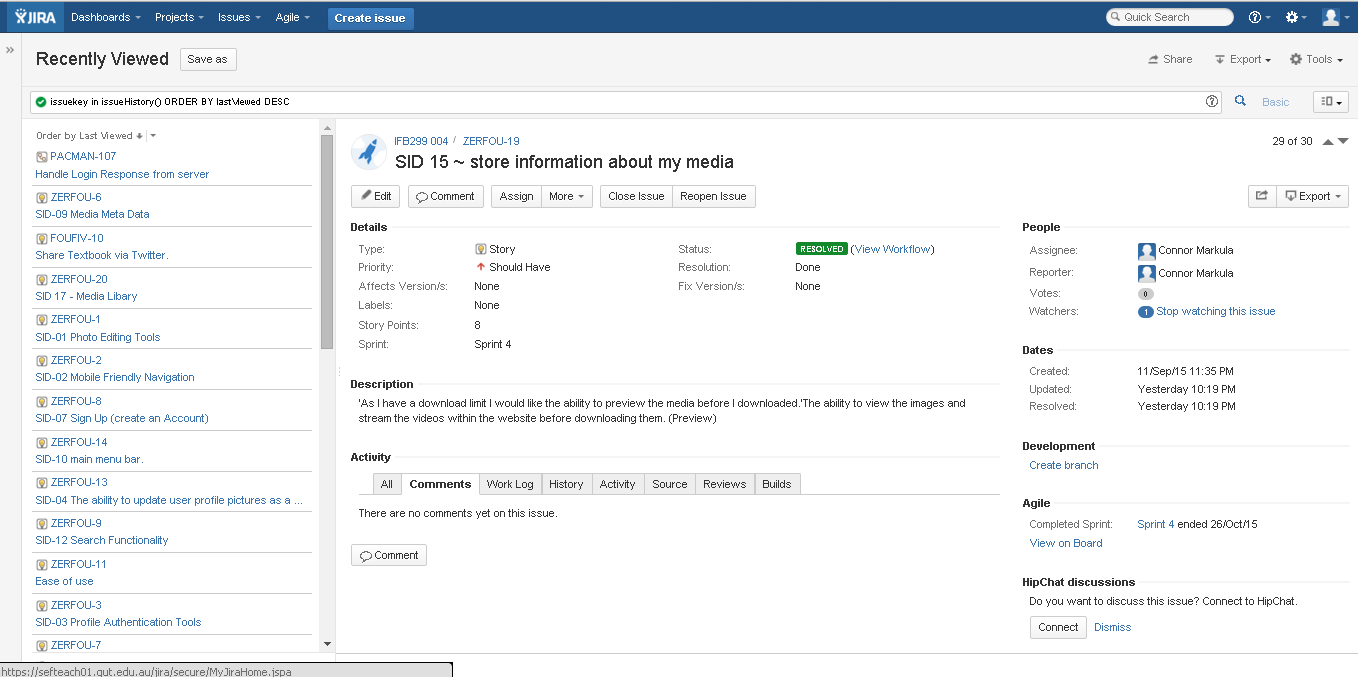 JIRA Dashboards Projects Issues Agile Create issue Quick Search
Recently Viewed Save as Share Export Tools
issuekey in issueHistory() ORDER BY lastViewed DESC Basic
Order by Last Viewed
PACMAN-107
Handle Login Response from server
ZERFOU-6
SID-09 Media Meta Data
FOUFIV-10
Share Textbook via Twitter.
ZERFOU-20
SID 17 - Media Libary
ZERFOU-1
SID-01 Photo Editing Tools
ZERFOU-2
SID-02 Mobile Friendly Navigation
ZERFOU-8
SID-07 Sign Up (create an Account)
ZERFOU-14
SID-10 main menu bar.
ZERFOU-13
SID-04 The ability to update user profile pictures as a ...
ZERFOU-9
SID-12 Search Functionality
ZERFOU-11
Ease of use
ZERFOU-3
SID-03 Profile Authentication Tools
ZERFOU-7
IFB299 004 / ZERFOU-19
29 of 30
SID 15 ~ store information about my media
Edit Comment Assign More Close Issue Reopen Issue Export
Details
Type: Story
Priority: Should Have
Affects Version/s: None
Labels: None
Story Points: 8
Sprint: Sprint 4
Status: RESOLVED (View Workflow)
Resolution: Done
Fix Version/s: None
Description
'As I have a download limit I would like the ability to preview the media before I downloaded.'The ability to view the images and
stream the videos within the website before downloading them. (Preview)
Activity
All Comments Work Log History Activity Source Reviews Builds
There are no comments yet on this issue.
Comment
People
Assignee: Connor Markula
Reporter: Connor Markula
Votes: 0
Watchers: 1 Stop watching this issue
Dates
Created: 11/Sep/15 11:35 PM
Updated: Yesterday 10:19 PM
Resolved: Yesterday 10:19 PM
Development
Create branch
Agile
Completed Sprint: Sprint 4 ended 26/Oct/15
View on Board
HipChat discussions
Do you want to discuss this issue? Connect to HipChat.
Connect Dismiss
https://sefteach01.qut.edu.au/jira/secure/MyJiraHome.jspa